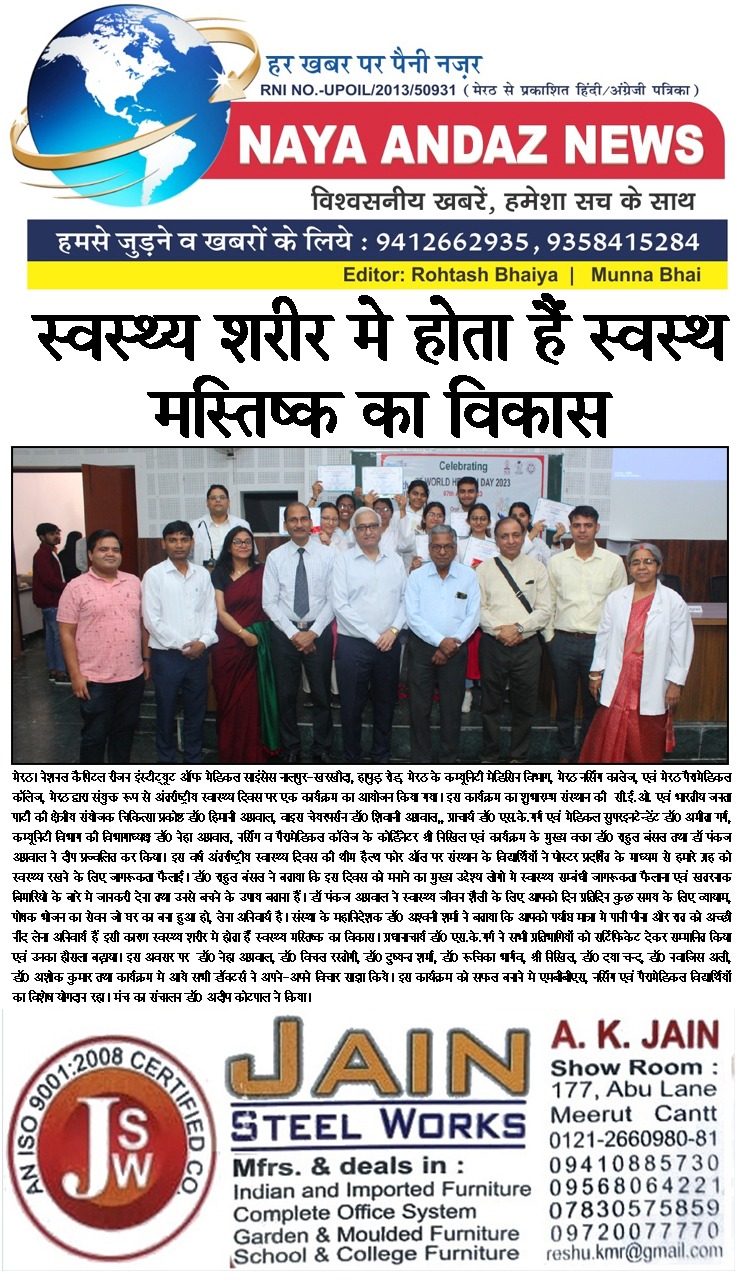 हर खबर पर पैनी नज़र
RNI NO.-UPOIL/2013/50931 ( मेरठ से प्रकाशित हिंदी/अंग्रेजी पत्रिका )
NAYA ANDAZ NEWS
विश्वसनीय खबरें, हमेशा सच के साथ
हमसे जुड़ने व खबरों के लिये : 9412662935, 9358415284
Editor: Rohtash Bhaiya | Munna Bhai
स्वस्थ्य शरीर मे होता हैं स्वस्थ
मस्तिष्क का विकास
Celebrating
WORLD HEALTH DAY 2023
मेरठ। नेशनल कैपिटल रीजन इंस्टीट्यूट ऑफ मेडिकल साइंसेस नालपुर-खरखौदा, हापुड़ रोड, मेरठ के कम्यूनिटी मेडिसिन विभाग, मेरठ नर्सिंग कालेज, एवं मेरठ पैरामेडिकल
कॉलेज, मेरठ द्वारा संयुक्त रूप से अंतर्राष्ट्रीय स्वास्थ्य दिवस पर एक कार्यक्रम का आयोजन किया गया। इस कार्यक्रम का शुभारम्भ संस्थान की सी.ई.ओ. एवं भारतीय जनता
पार्टी की क्षेत्रीय संयोजक चिकित्सा प्रकोष्ठ डॉ0 हिमानी अग्रवाल, वाइस चेयरपर्सन डॉ0 शिवानी अग्रवाल,, प्राचार्य डॉ0 एस.के.गर्ग एवं मेडिकल सुपरडन्टेन्डेंट डॉ0 अमीता गर्ग,
कम्यूनिटी विभाग की विभागाध्यक्ष डॉ0 नेहा अग्रवाल, नर्सिग व पैरामेडिकल कॉलेज के कोर्डिनेटर श्री निखिल एवं कार्यक्रम के मुख्य वक्ता डॉ0 राहुल बंसल तथा डॉ पंकज
अग्रवाल ने दीप प्रज्वलित कर किया। इस वर्ष अंतर्राष्ट्रीय स्वास्थ्य दिवस की थीम हैल्थ फोर ऑल पर संस्थान के विद्यार्थियों ने पोस्टर प्रदर्शित के माध्यम से हमारे ग्रह को
स्वास्थ्य रखने के लिए जागरूकता फैलाई। डॉ0 राहुल बंसल ने बताया कि इस दिवस को मनाने का मुख्य उद्देश्य लोगो मे स्वास्थ्य सम्बंधी जागरूकता फैलाना एवं खतरनाक
बिमारियो के बारे मे जानकारी देना तथा उनसे बचने के उपाय बताना हैं। डॉ पंकज अग्रवाल ने स्वास्थ्य जीवन शैली के लिए आपको दिन प्रतिदिन कुछ समय के लिए व्यायाम,
पोषक भोजन का सेवन जो घर का बना हुआ हो, लेना अनिवार्य है। संस्था के महानिदेशक डॉ0 अश्वनी शर्मा ने बताया कि आपको पर्याप्त मात्रा मे पानी पीना और रात को अच्छी
नींद लेना अनिवार्य हैं इसी कारण स्वास्थ्य शरीर मे होता हैं स्वास्थ्य मस्तिष्क का विकास। प्रधानाचार्य डॉ0 एस.के.गर्ग ने सभी प्रतिभागियों को सर्टिफिकेट देकर सम्मानित किया
एवं उनका हौसला बढ़ाया। इस अवसर पर डॉ0 नेहा अग्रवाल, डॉ0 विचल रस्तोगी, डॉ0 दुष्यन्त शर्मा, डॉ0 रूचिका भार्गव, श्री निखिल, डॉ0 दया चन्द, डॉ0 नवाजिस अली,
डॉ0 अशोक कुमार तथा कार्यक्रम मे आये सभी डॉक्टर्स ने अपने-अपने विचार साझा किये। इस कार्यक्रम को सफल बनाने मे एमबीबीएस, नर्सिग एवं पैरामेडिकल विद्यार्थियों
का विशेष योगदान रहा। मंच का संचालन डॉ0 अदीप कोटपाल ने किया।
AN ISO 9001:2008 CERTIFIED CO.
JSW
JAIN
STEEL WORKS
Mfrs. & deals in :
Indian and Imported Furniture
Complete Office System
Garden & Moulded Furniture
School & College Furniture
A. K. JAIN
Show Room :
177, Abu Lane
Meerut Cantt
0121-2660980-81
09410885730
09568064221
07830575859
09720077770
reshu.kmr@gmail.com